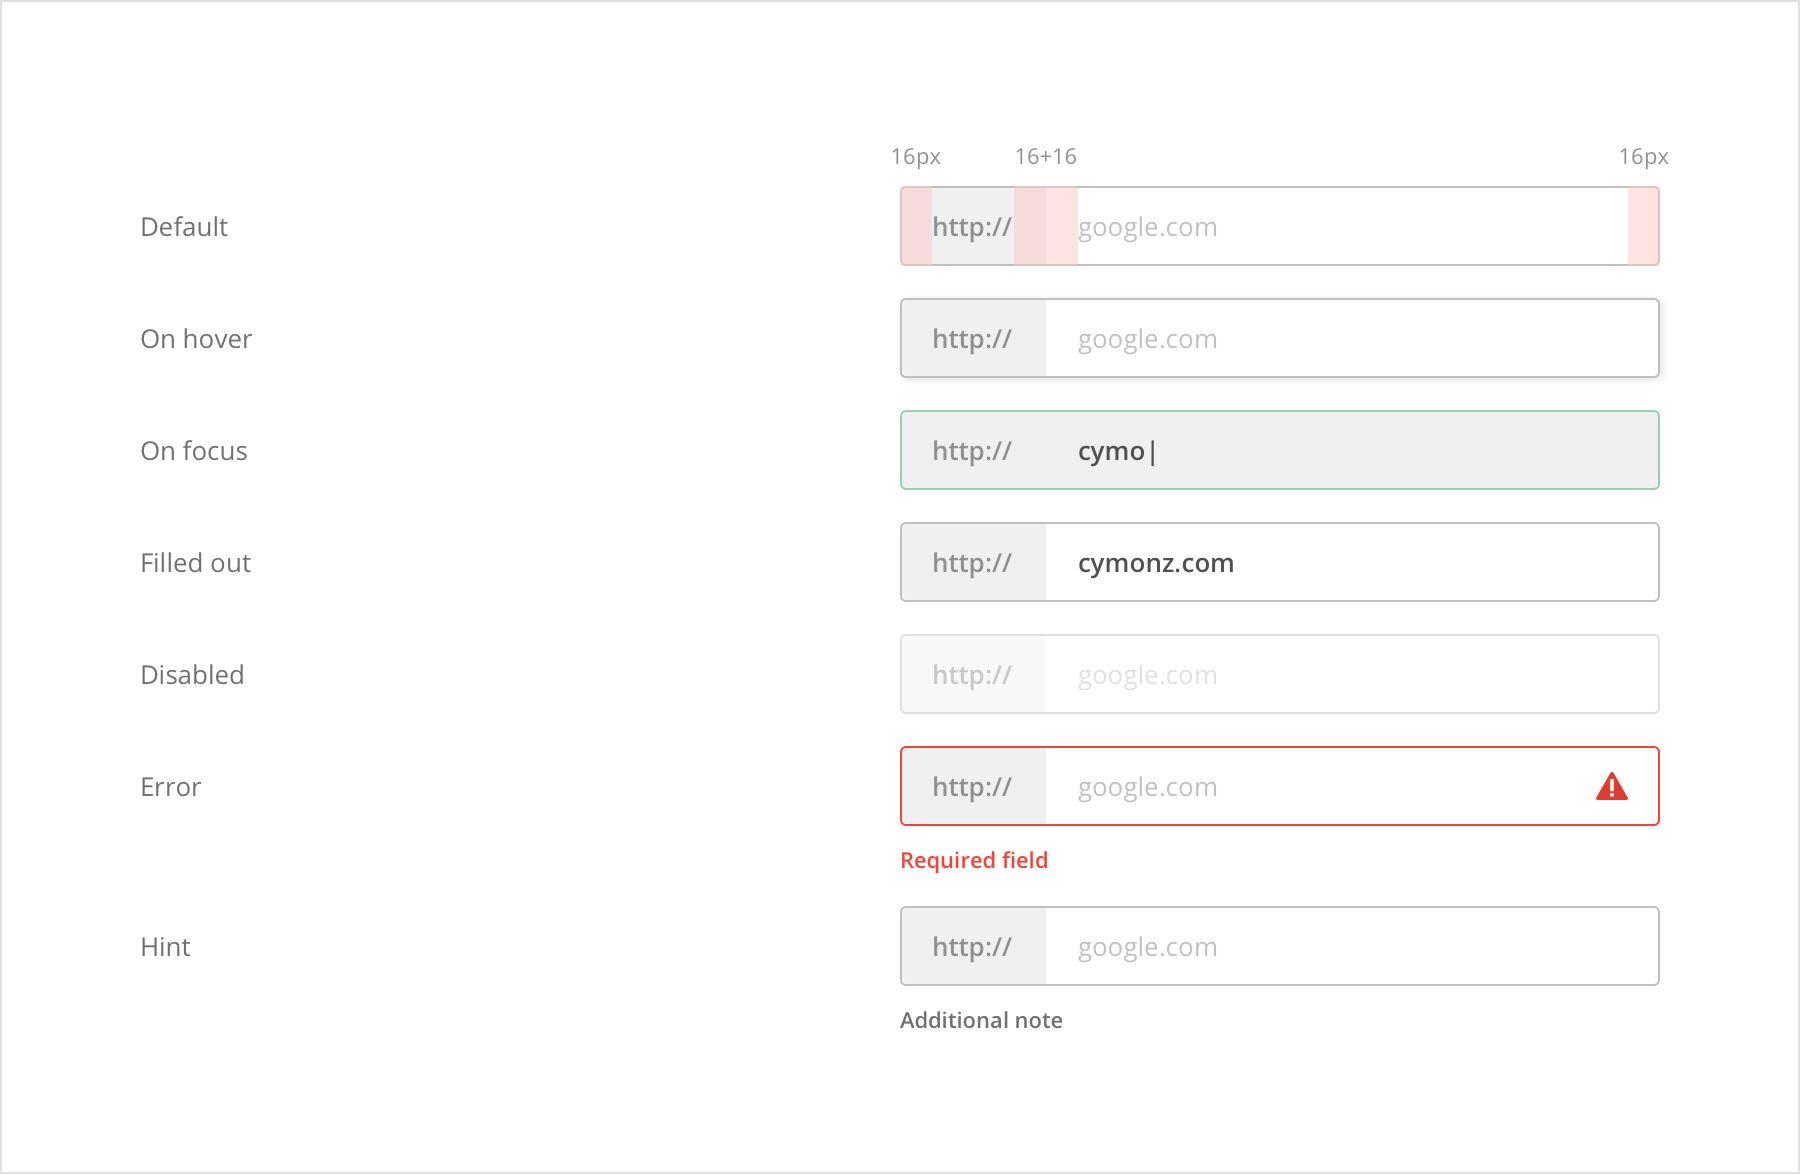 16px 16+16 16px
Default http:// google.com
On hover http:// google.com
On focus http:// cymo|
Filled out http:// cymonz.com
Disabled http:// google.com
Error http:// google.com
Required field
Hint http:// google.com
Additional note